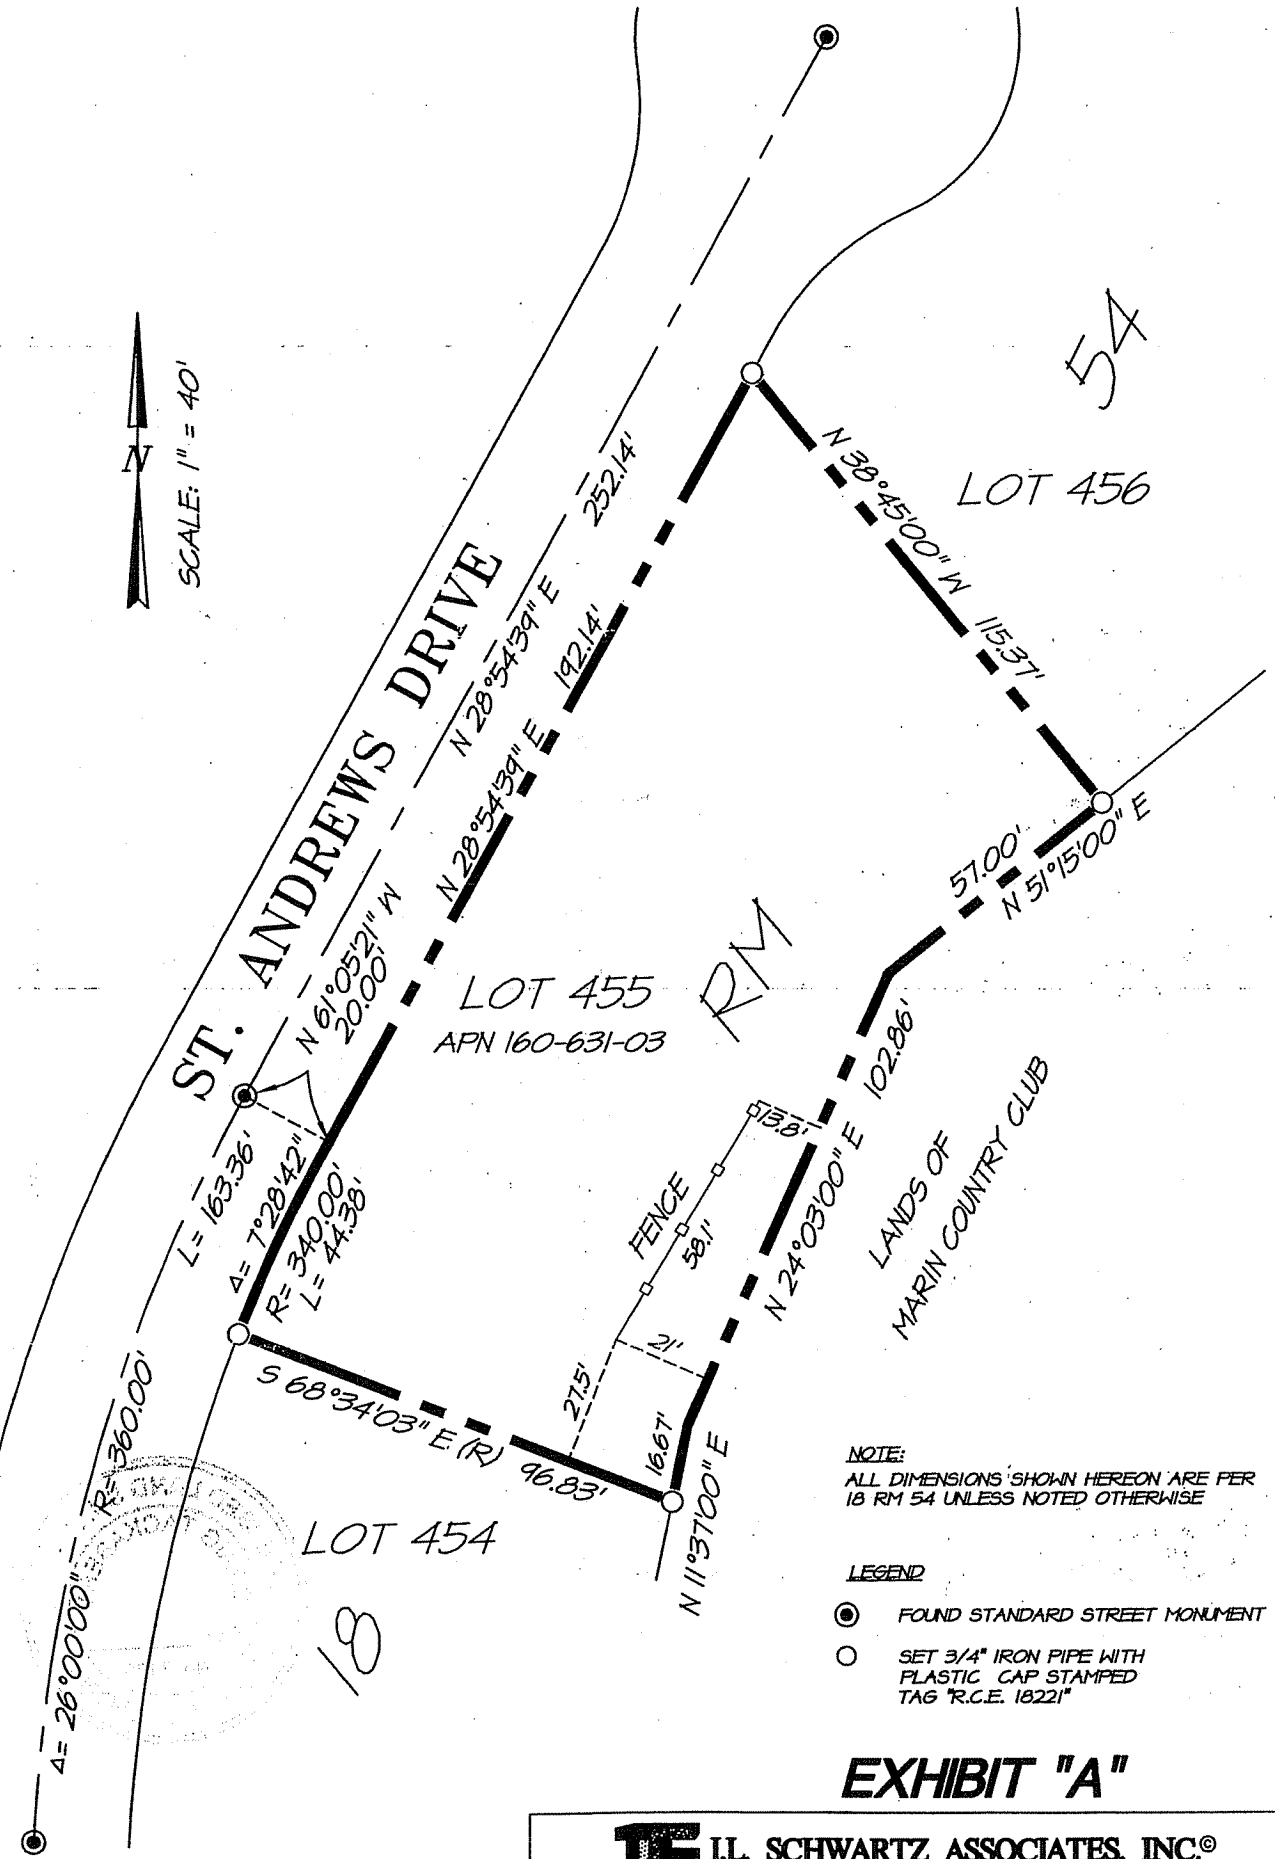 54
N
SCALE: 1" = 40'
N 38°45'00" W 115.37'
LOT 456
252.14'
N 28°54'39" E
192.14'
N 28°54'39" E
ST. ANDREWS DRIVE
57.00'
N 51°15'00" E
N 61°05'21" W
20.00'
RM
LOT 455
APN 160-631-03
102.86'
N 24°03'00" E
13.8'
LANDS OF
MARIN COUNTRY CLUB
FENCE
58.1'
L= 163.36'
Δ= 7°28'42"
R= 340.00'
L= 44.38'
21'
27.5'
S 68°34'03" E (R) 96.83'
16.67'
N 11°37'00" E
R= 360.00'
Δ= 26°00'00"
LOT 454
18
NOTE:
ALL DIMENSIONS SHOWN HEREON ARE PER
18 RM 54 UNLESS NOTED OTHERWISE
LEGEND
FOUND STANDARD STREET MONUMENT
SET 3/4" IRON PIPE WITH
PLASTIC CAP STAMPED
TAG "R.C.E. 18221"
EXHIBIT "A"
I.L. SCHWARTZ ASSOCIATES, INC.©